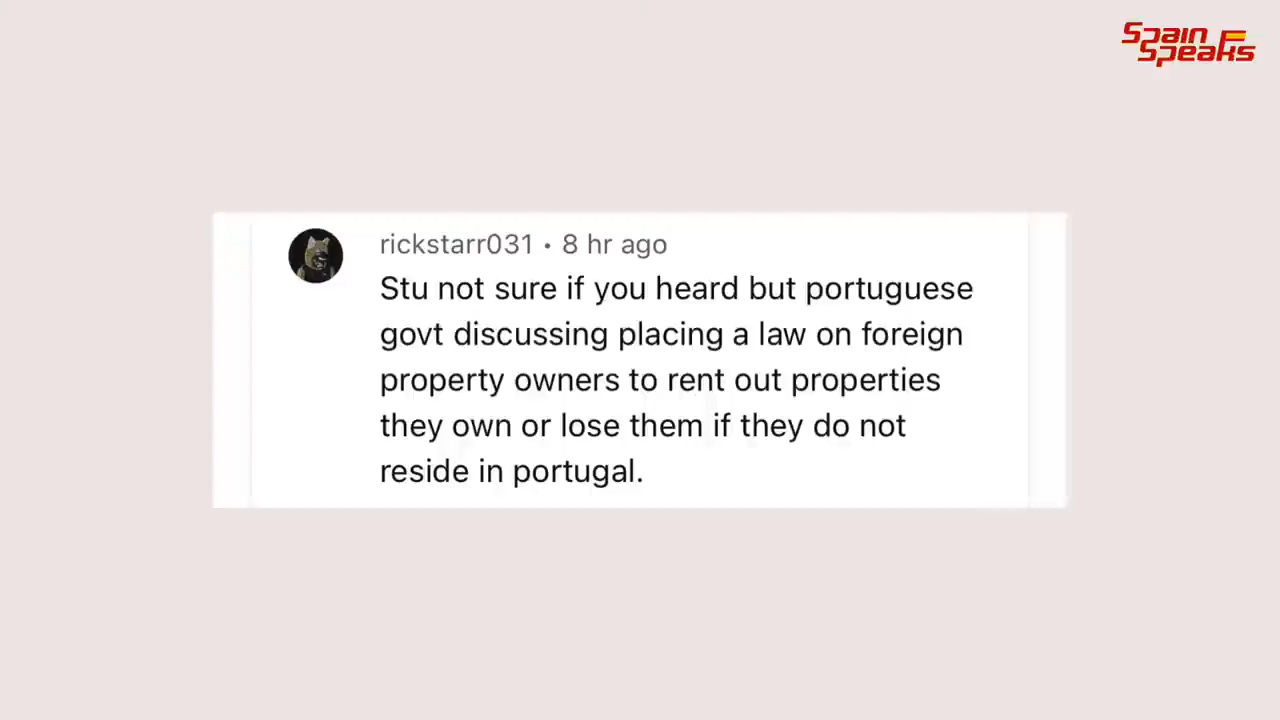 Spain
Speaks
rickstarr031 • 8 hr ago
Stu not sure if you heard but portuguese
govt discussing placing a law on foreign
property owners to rent out properties
they own or lose them if they do not
reside in portugal.